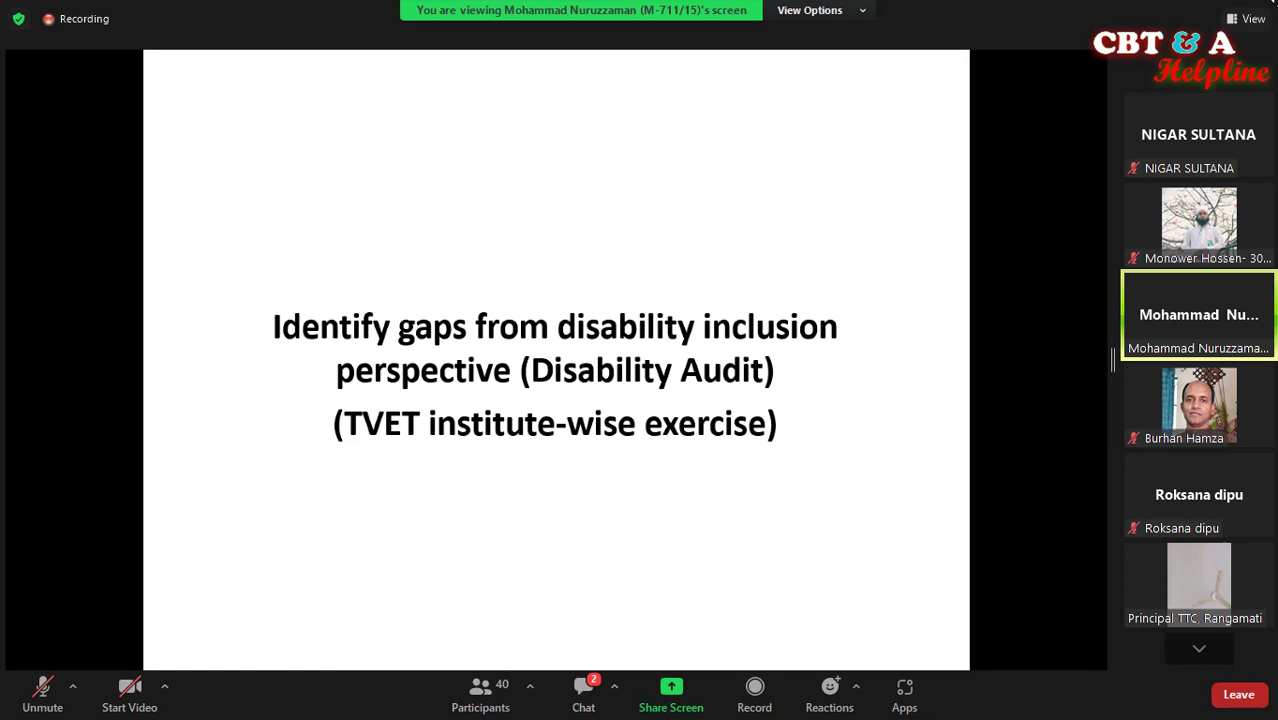 Recording
You are viewing Mohammad Nuruzzaman (M-711/15)'s screen
View Options
View
CBT & A
Helpline
NIGAR SULTANA
NIGAR SULTANA
Monower Hossen- 30...
Mohammad Nu...
Mohammad Nuruzzama...
Burhan Hamza
Roksana dipu
Roksana dipu
Principal TTC, Rangamati
Identify gaps from disability inclusion
perspective (Disability Audit)
(TVET institute-wise exercise)
Unmute
Start Video
40
Participants
2
Chat
Share Screen
Record
Reactions
Apps
Leave